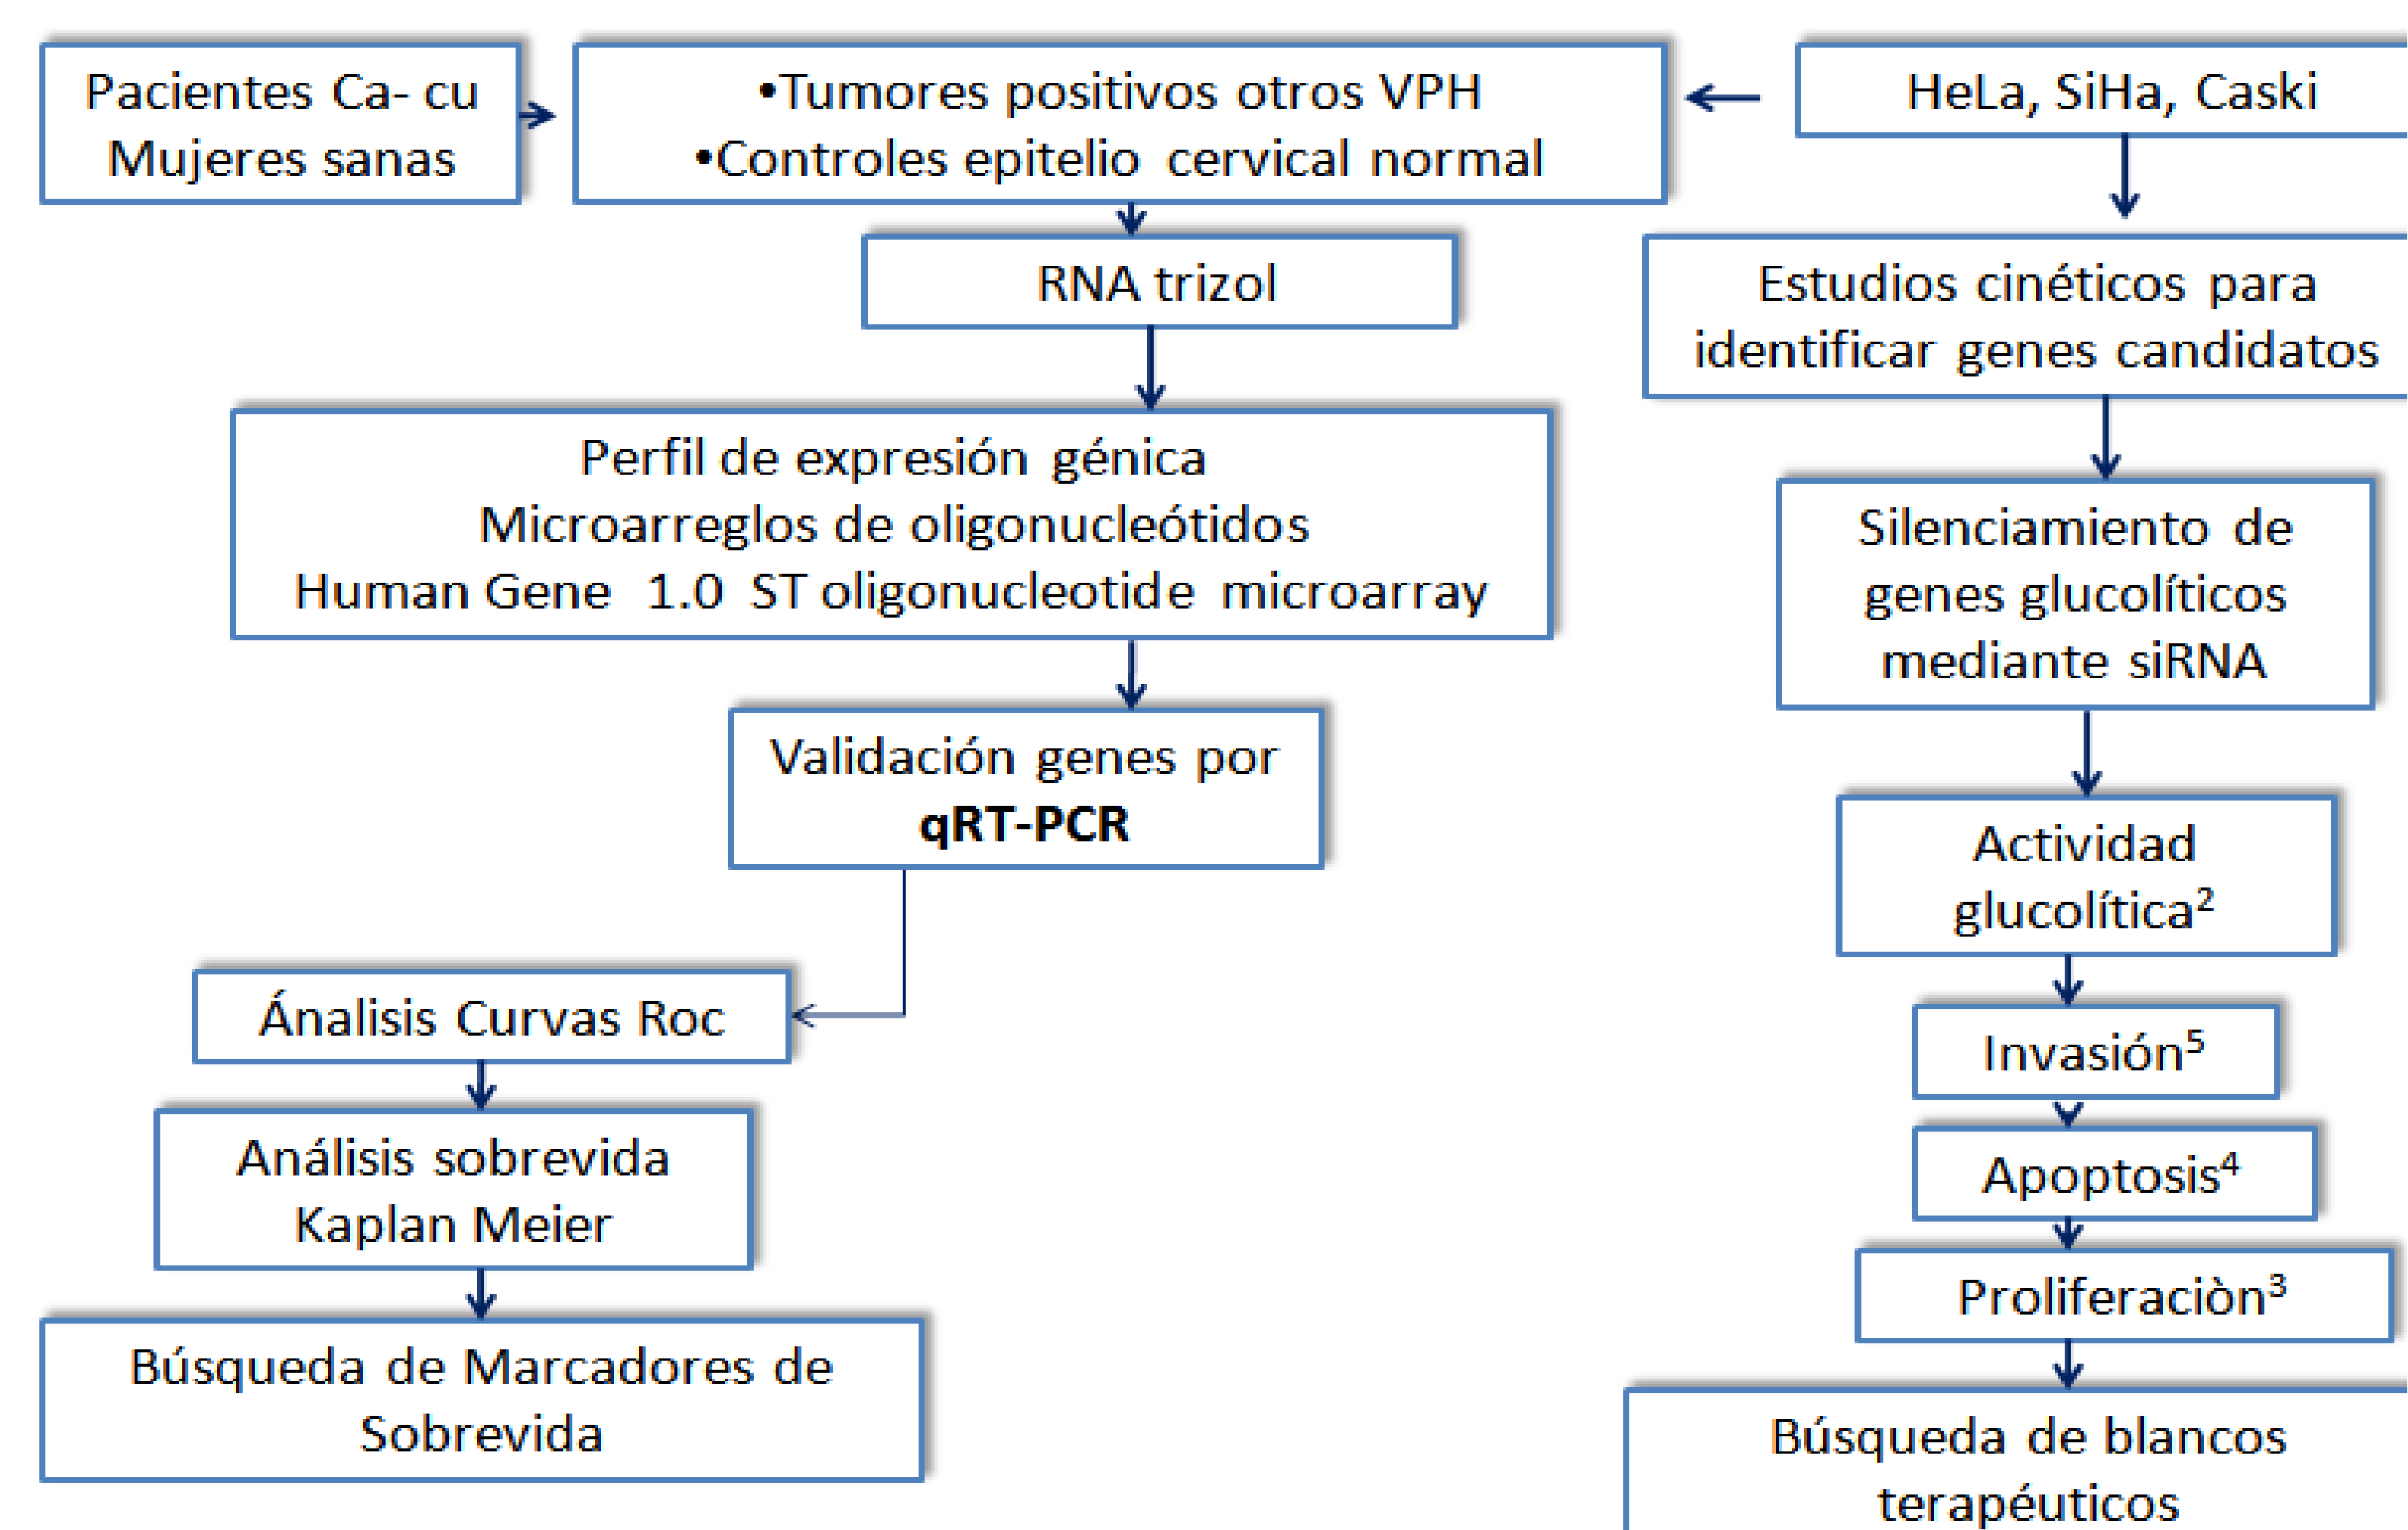 Pacientes Ca- cu
Mujeres sanas
•Tumores positivos otros VPH
•Controles epitelio cervical normal
HeLa, SiHa, Caski
RNA trizol
Estudios cinéticos para
identificar genes candidatos
Perfil de expresión génica
Microarreglos de oligonucleótidos
Human Gene 1.0 ST oligonucleotide microarray
Silenciamiento de
genes glucolíticos
mediante siRNA
Validación genes por
qRT-PCR
Actividad
glucolítica²
Ánalisis Curvas Roc
Invasión⁵
Análisis sobrevida
Kaplan Meier
Apoptosis⁴
Proliferaciòn³
Búsqueda de Marcadores de
Sobrevida
Búsqueda de blancos
terapéuticos